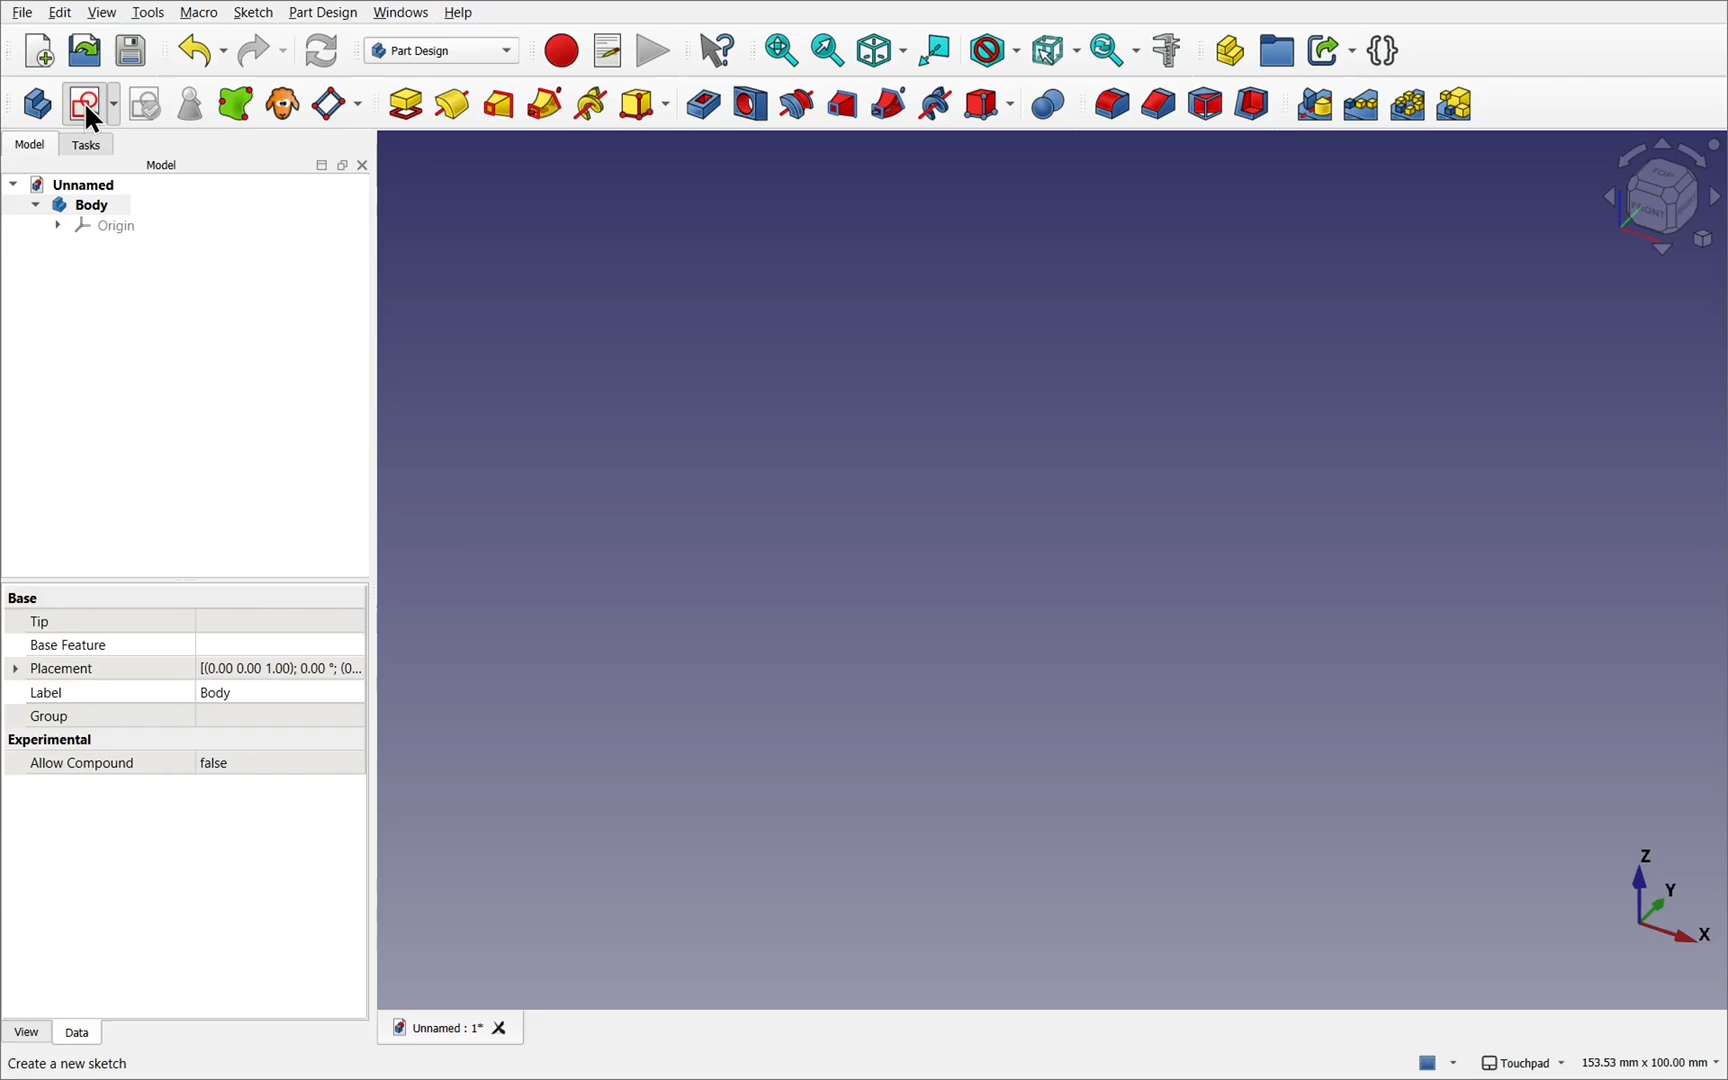 File Edit View Tools Macro Sketch Part Design Windows Help
Part Design
Model Tasks
Model
Unnamed
Body
Origin
TOP
FRONT
Base
Tip
Base Feature
Placement [(0.00 0.00 1.00); 0.00 °; (0...
Label Body
Group
Experimental
Allow Compound false
Z
Y
X
View Data
Unnamed : 1*
Create a new sketch
Touchpad 153.53 mm x 100.00 mm